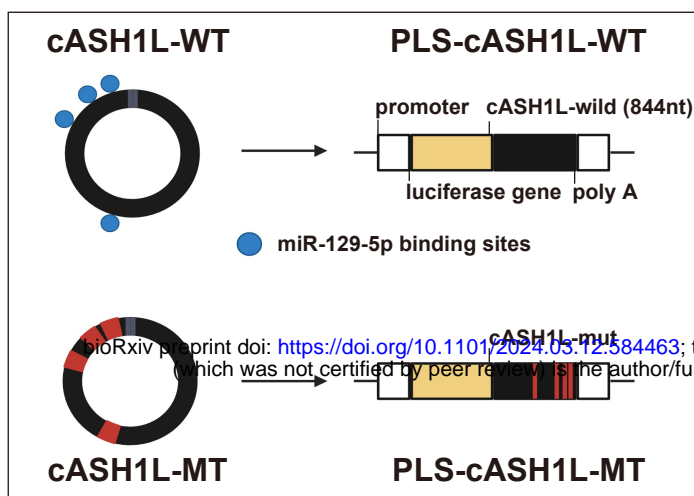 cASH1L-WT PLS-cASH1L-WT
promoter cASH1L-wild (844nt)
luciferase gene poly A
miR-129-5p binding sites
cASH1L-mut
bioRxiv preprint doi: https://doi.org/10.1101/2024.03.12.584463; t
(which was not certified by peer review) is the author/fu
cASH1L-MT PLS-cASH1L-MT